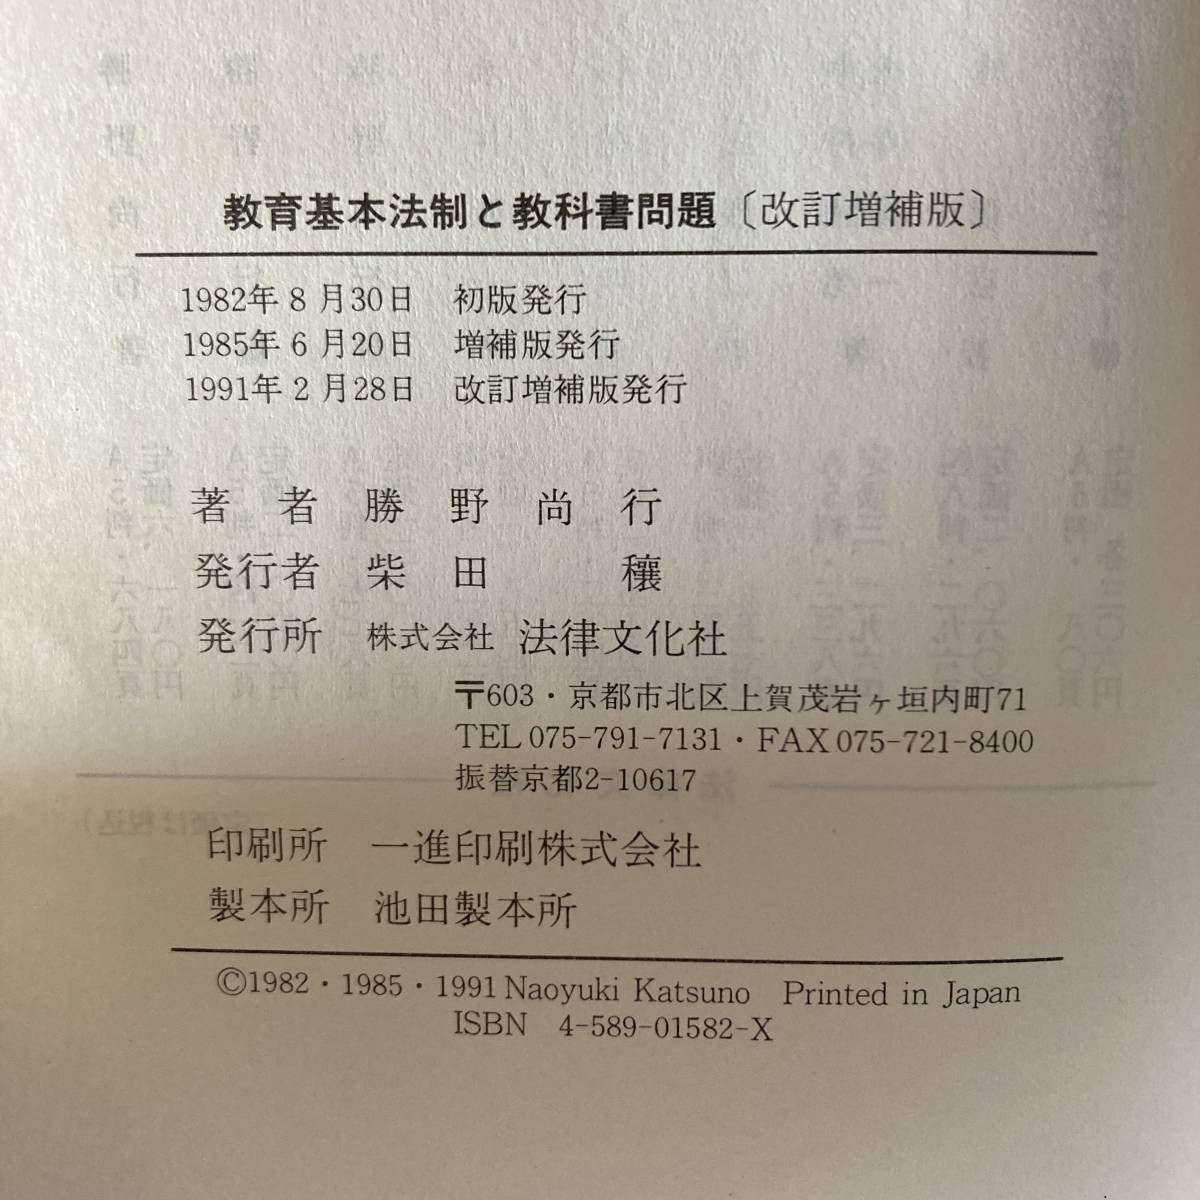 教育基本法制と教科書問題〔改訂増補版〕
1982年8月30日 初版発行
1985年6月20日 増補版発行
1991年2月28日 改訂増補版発行
著者 勝野尚行
発行者 柴田 穰
発行所 株式会社 法律文化社
〒603・京都市北区上賀茂岩ヶ垣内町71
TEL 075-791-7131・FAX 075-721-8400
振替京都2-10617
印刷所 一進印刷株式会社
製本所 池田製本所
©1982・1985・1991 Naoyuki Katsuno Printed in Japan
ISBN 4-589-01582-X